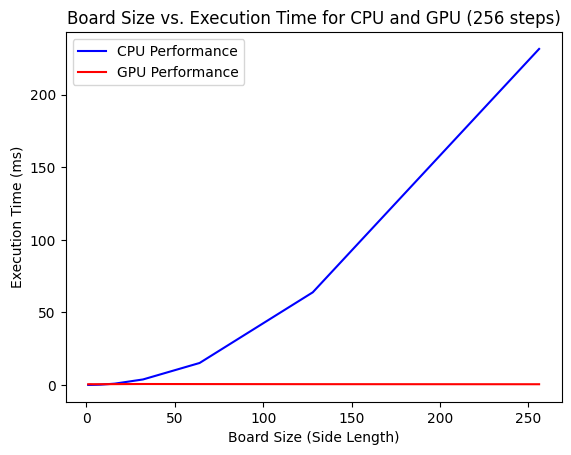 Board Size vs. Execution Time for CPU and GPU (256 steps)
CPU Performance
GPU Performance
Execution Time (ms)
200
150
100
50
0
0
50
100
150
200
250
Board Size (Side Length)